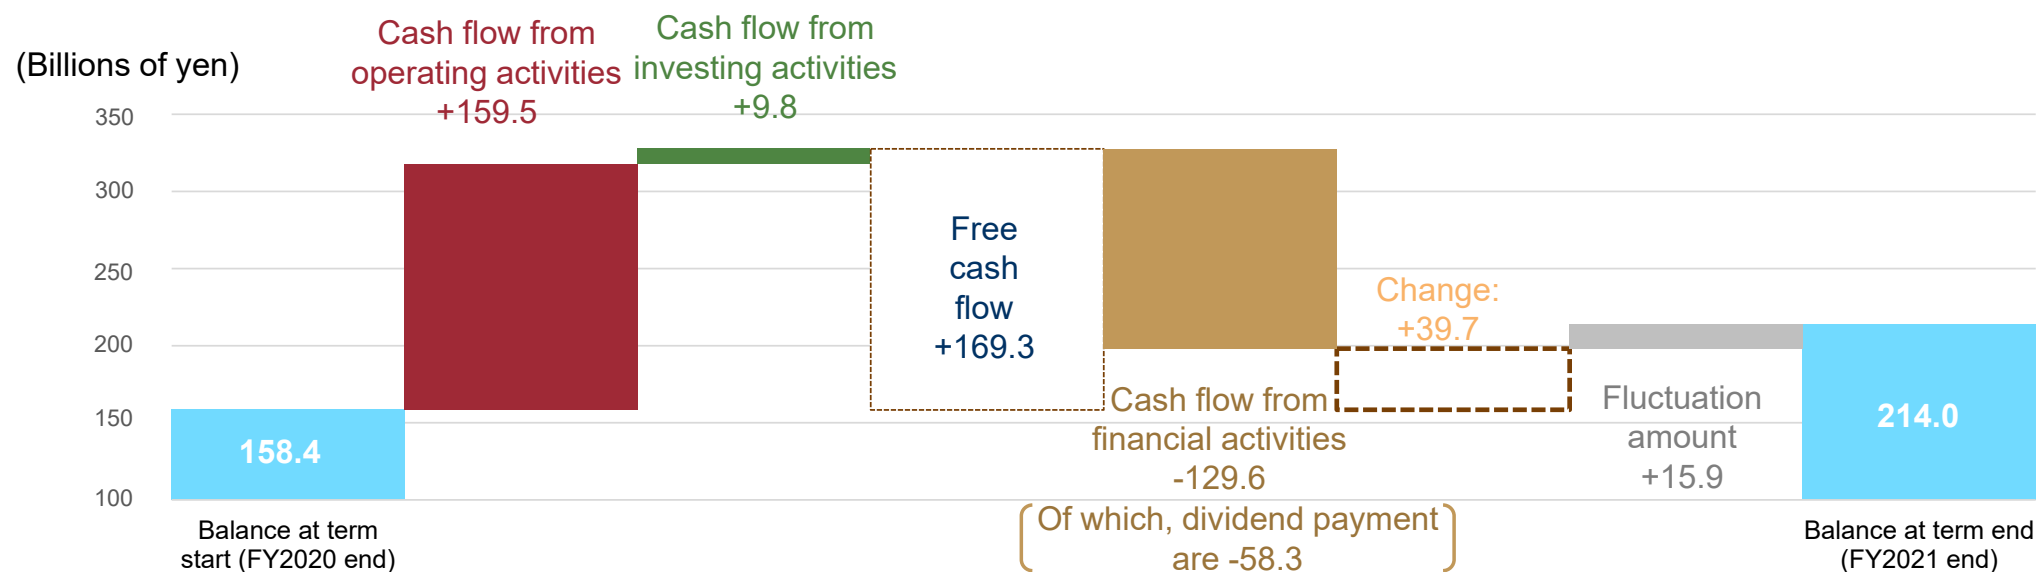 (Billions of yen)
Cash flow from
operating activities
+159.5
Cash flow from
investing activities
+9.8
350
300
250
200
150
100
158.4
Free
cash
flow
+169.3
Cash flow from
financial activities
-129.6
Of which, dividend payment
are -58.3
Change:
+39.7
Fluctuation
amount
+15.9
214.0
Balance at term
start (FY2020 end)
Balance at term end
(FY2021 end)